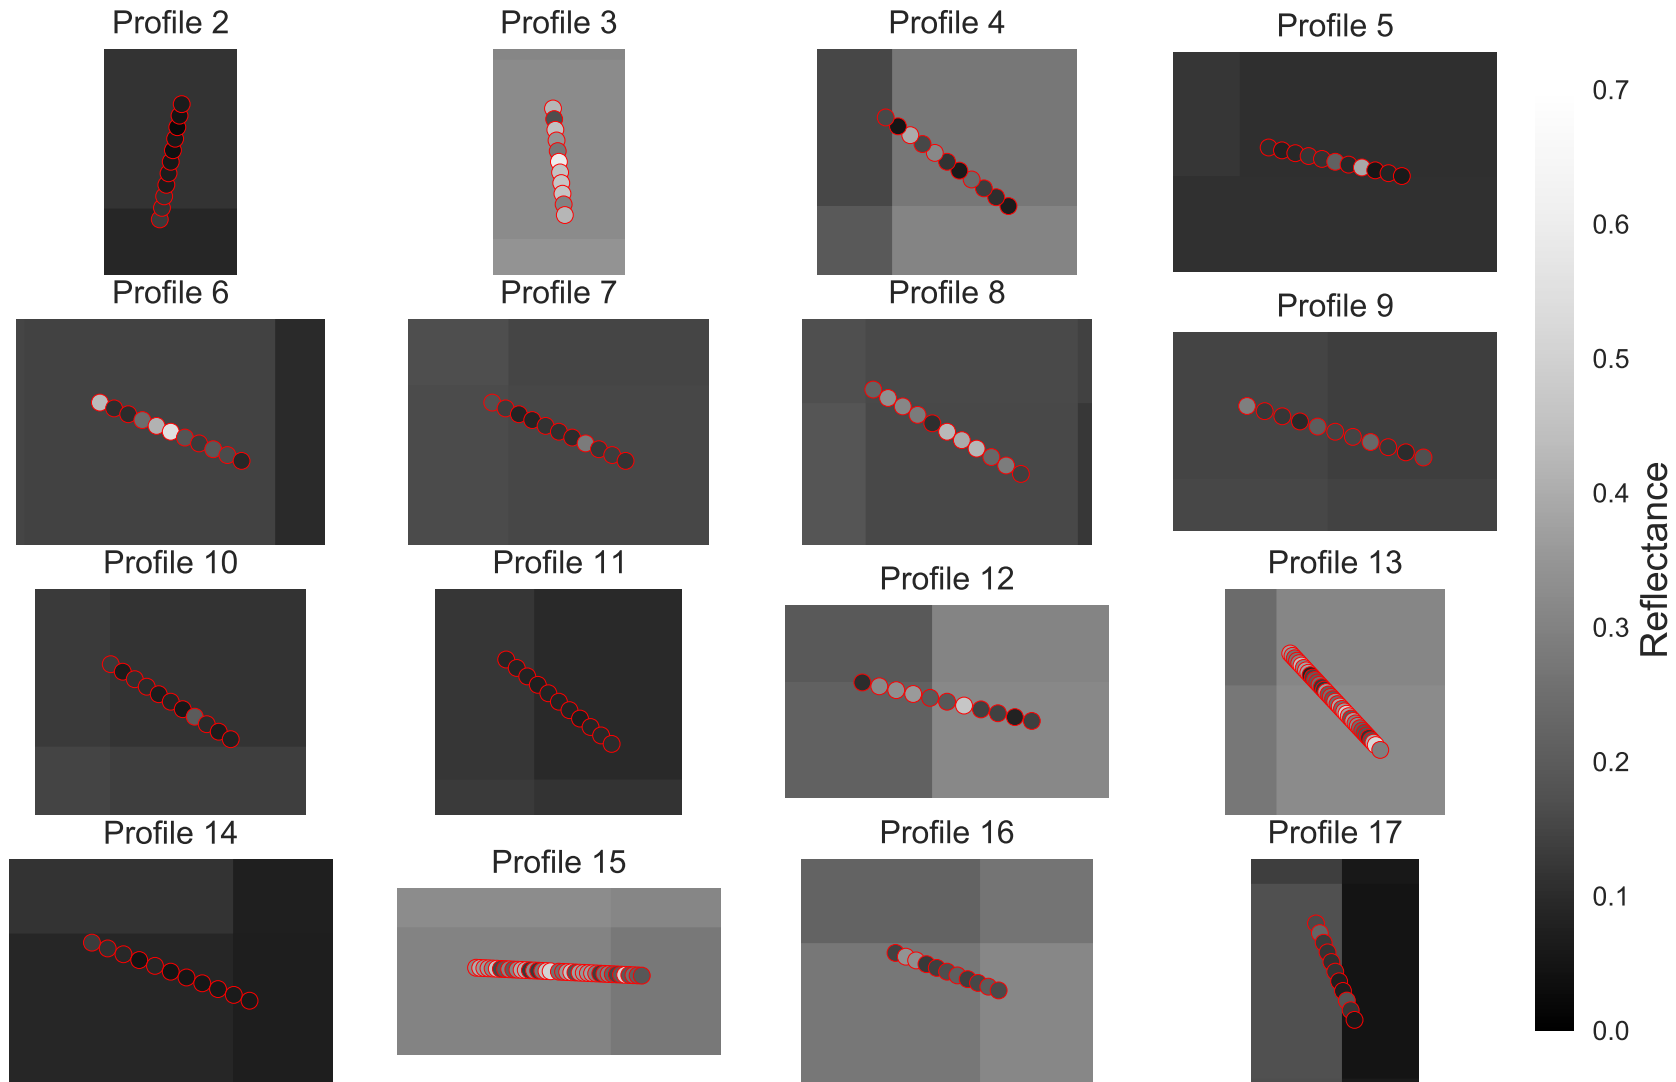 Profile 2
Profile 3
Profile 4
Profile 5
Profile 6
Profile 7
Profile 8
Profile 9
Profile 10
Profile 11
Profile 12
Profile 13
Profile 14
Profile 15
Profile 16
Profile 17
0.7
0.6
0.5
0.4
0.3
0.2
0.1
0.0
Reflectance